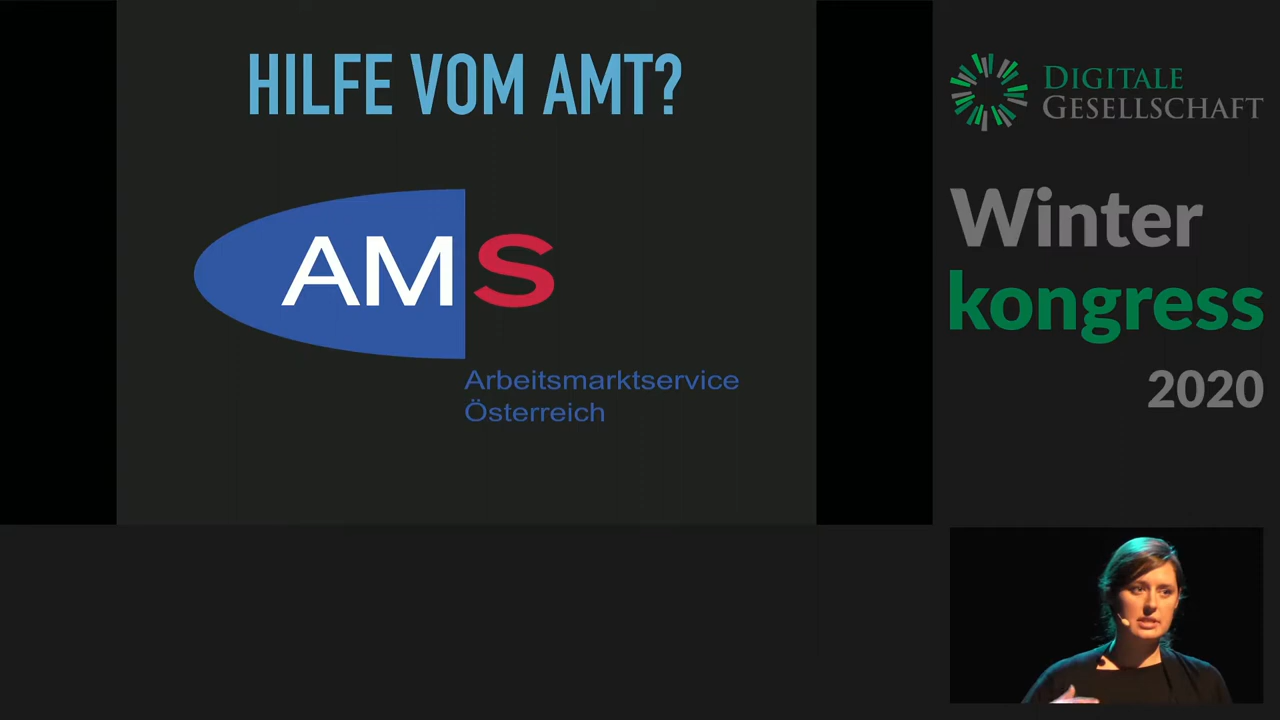 HILFE VOM AMT?
AMS
Arbeitsmarktservice
Österreich
DIGITALE
GESELLSCHAFT
Winter
kongress
2020